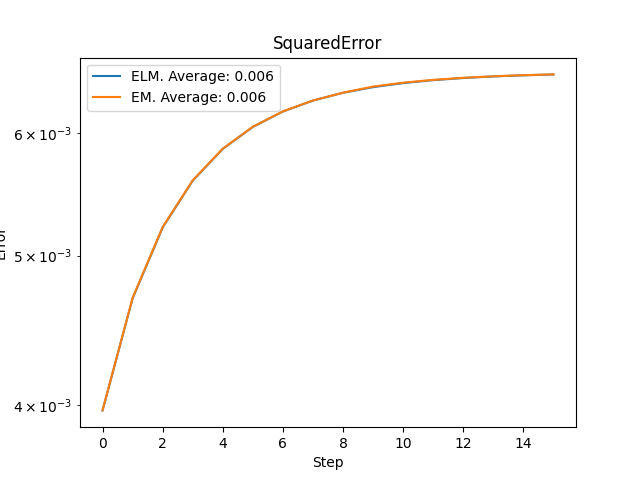 SquaredError
ELM. Average: 0.006
EM. Average: 0.006
6 × 10⁻³
5 × 10⁻³
4 × 10⁻³
Error
0 2 4 6 8 10 12 14
Step